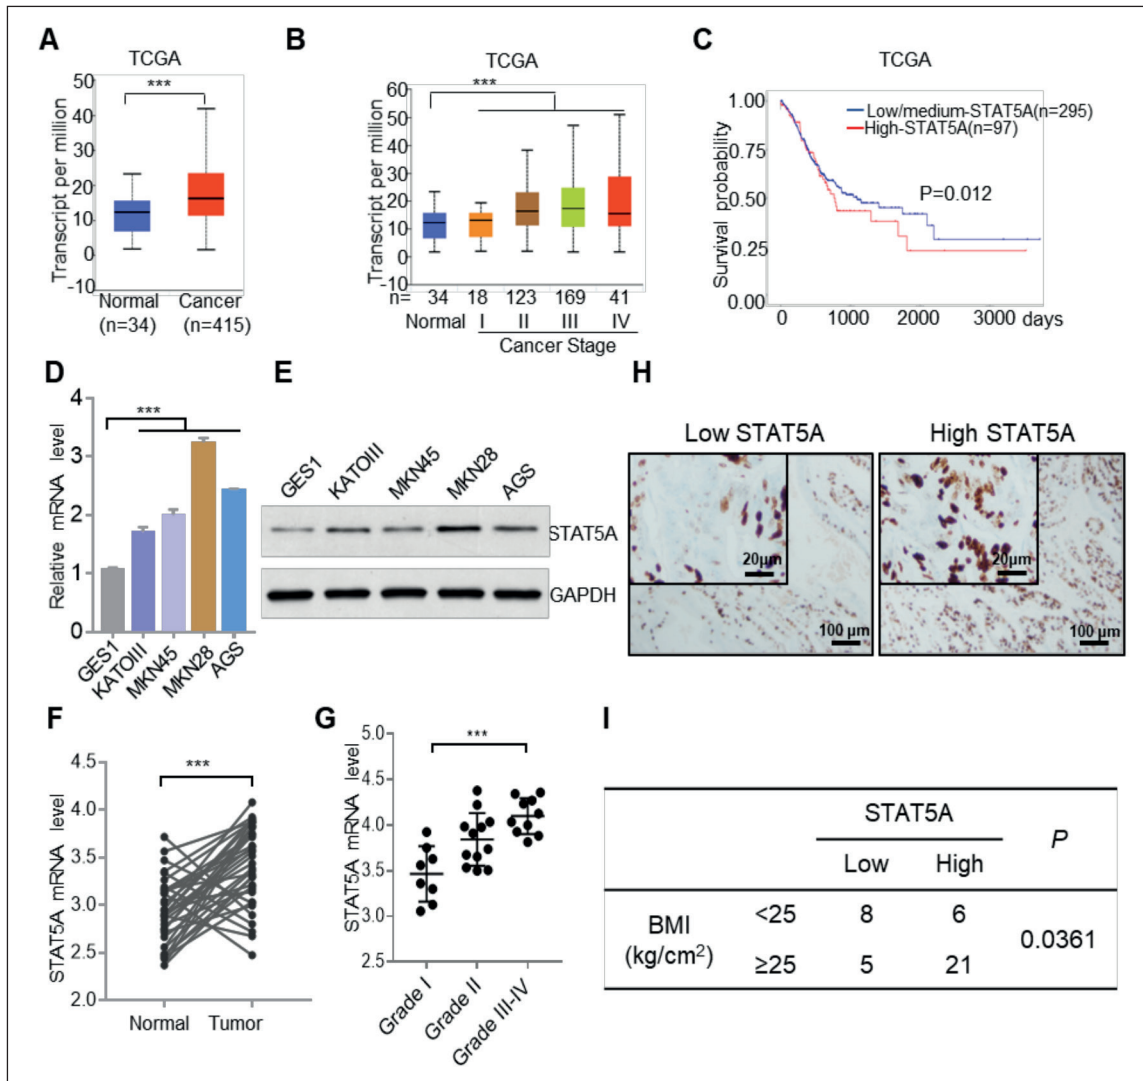 A
TCGA
***
Transcript per million
50
40
30
20
10
0
-10
Normal
(n=34)
Cancer
(n=415)
B
TCGA
***
Transcript per million
60
50
40
30
20
10
0
-10
n= 34 18 123 169 41
Normal I II III IV
Cancer Stage
C
TCGA
Survival probability
1.00
0.75
0.50
0.25
0.00
Low/medium-STAT5A(n=295)
High-STAT5A(n=97)
P=0.012
0 1000 2000 3000 days
D
Relative mRNA level
4
3
2
1
0
***
GES1
KATOIII
MKN45
MKN28
AGS
E
GES1
KATOIII
MKN45
MKN28
AGS
STAT5A
GAPDH
H
Low STAT5A
20µm
100 µm
High STAT5A
20µm
100 µm
F
STAT5A mRNA level
4.5
4.0
3.5
3.0
2.5
2.0
***
Normal Tumor
G
STAT5A mRNA level
5.0
4.5
4.0
3.5
3.0
2.5
***
Grade I
Grade II
Grade III-IV
I
STAT5A
P
Low High
BMI
(kg/cm²)
<25 8 6
0.0361
≥25 5 21